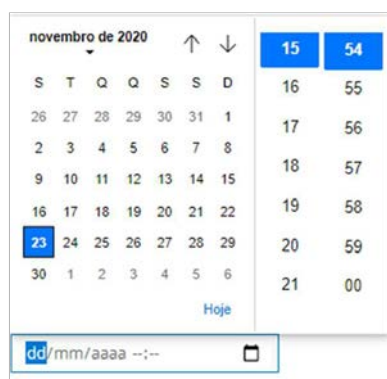 novembro de 2020
S T Q Q S S D
26 27 28 29 30 31 1
2 3 4 5 6 7 8
9 10 11 12 13 14 15
16 17 18 19 20 21 22
23 24 25 26 27 28 29
30 1 2 3 4 5 6
Hoje
15 54
16 55
17 56
18 57
19 58
20 59
21 00
dd/mm/aaaa --:--